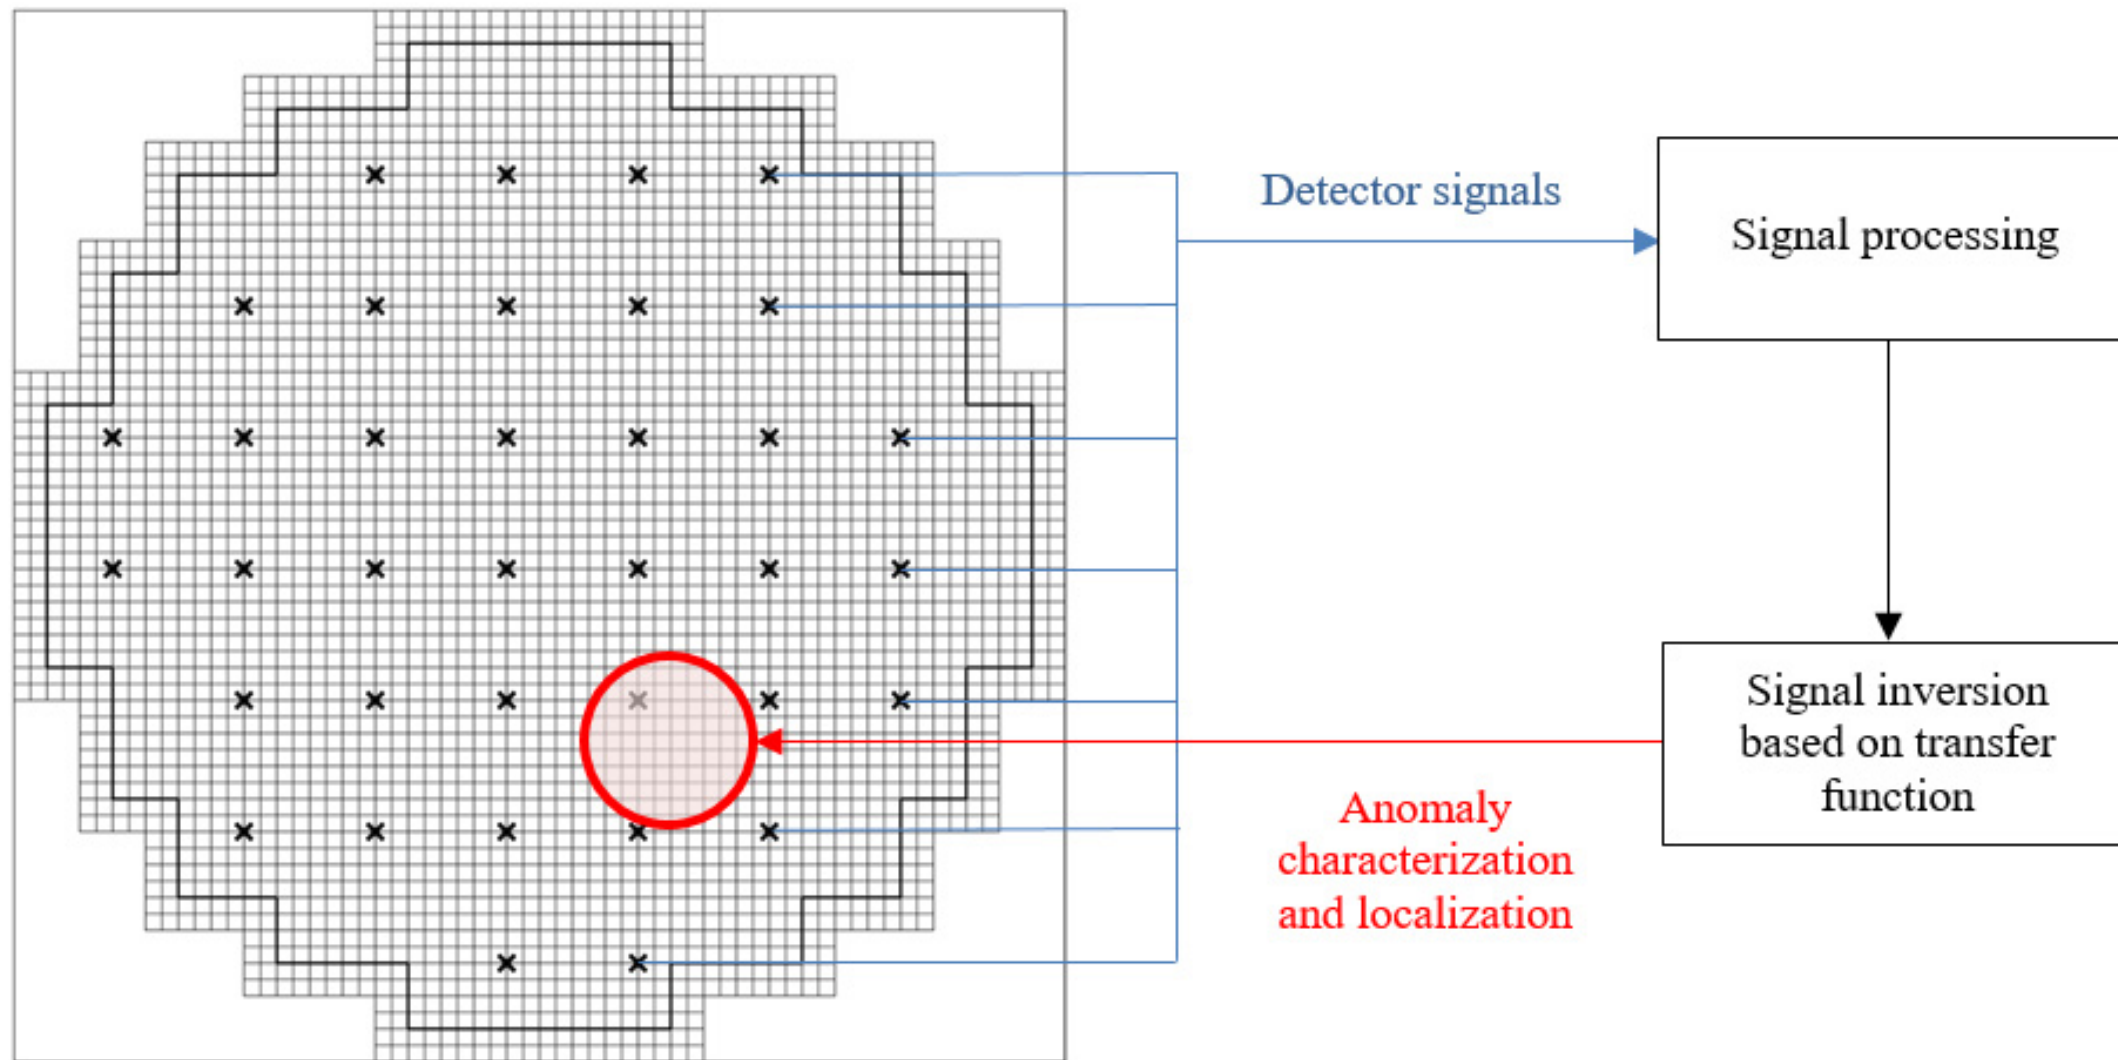 Detector signals
Signal processing
Signal inversion
based on transfer
function
Anomaly
characterization
and localization